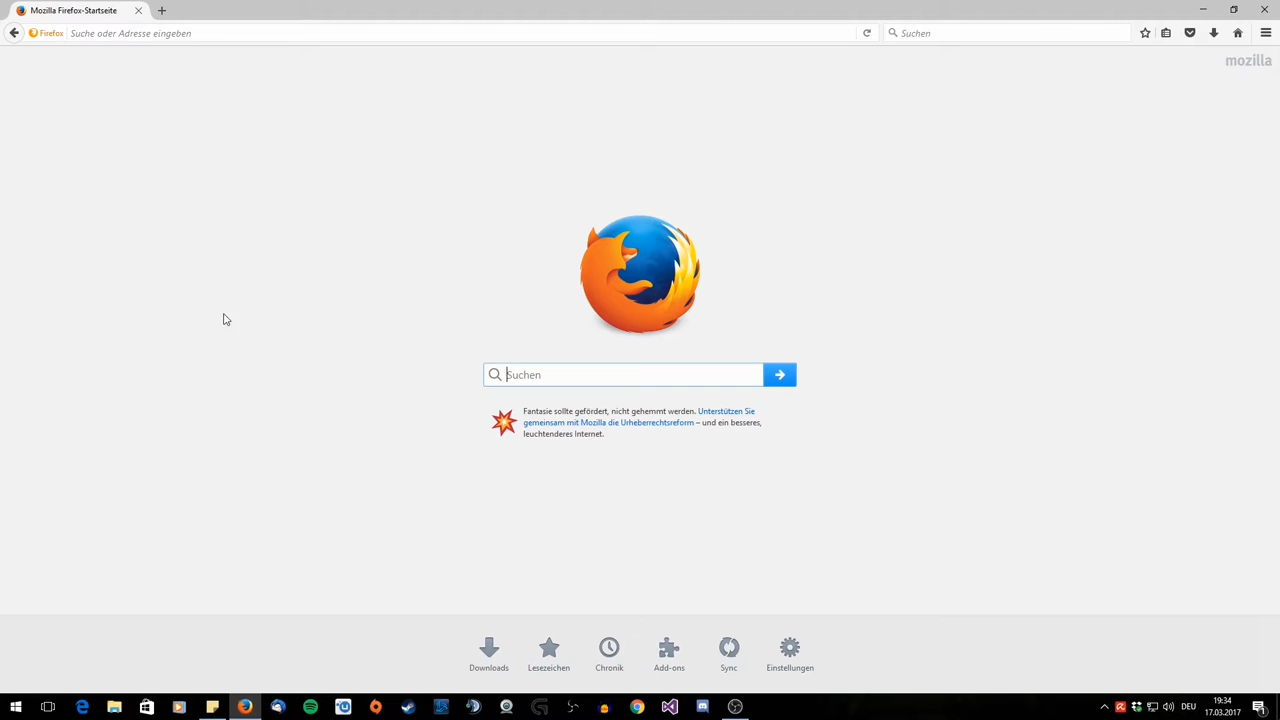 Mozilla Firefox-Startseite
Firefox
Suche oder Adresse eingeben
Suchen
mozilla
Suchen
Fantasie sollte gefördert, nicht gehemmt werden. Unterstützen Sie
gemeinsam mit Mozilla die Urheberrechtsreform – und ein besseres,
leuchtenderes Internet.
Downloads
Lesezeichen
Chronik
Add-ons
Sync
Einstellungen
DEU
19:34
17.03.2017
1